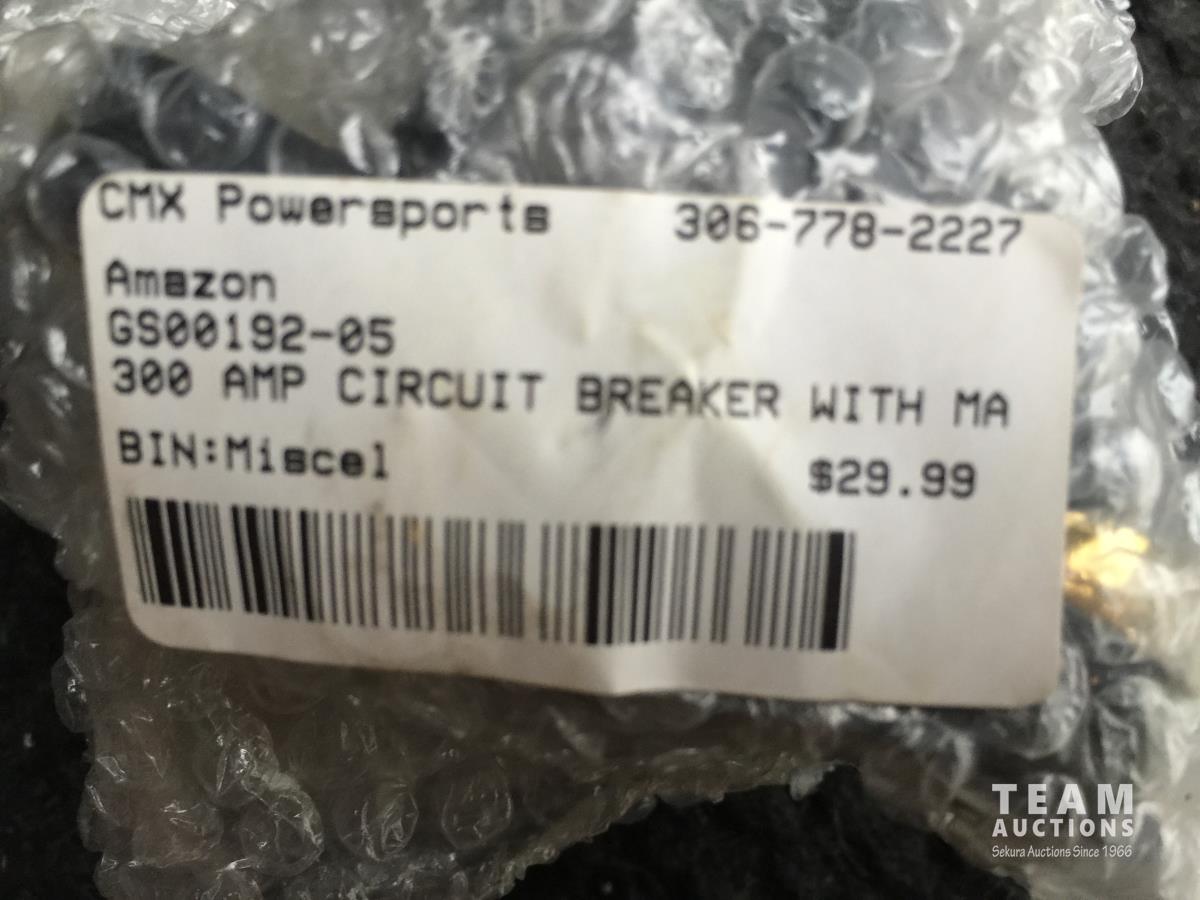 CMX Powersports 306-778-2227
Amazon
GS00192-05
300 AMP CIRCUIT BREAKER WITH MA
BIN:Miscel $29.99
TEAM
AUCTIONS
Sekura Auctions Since 1966